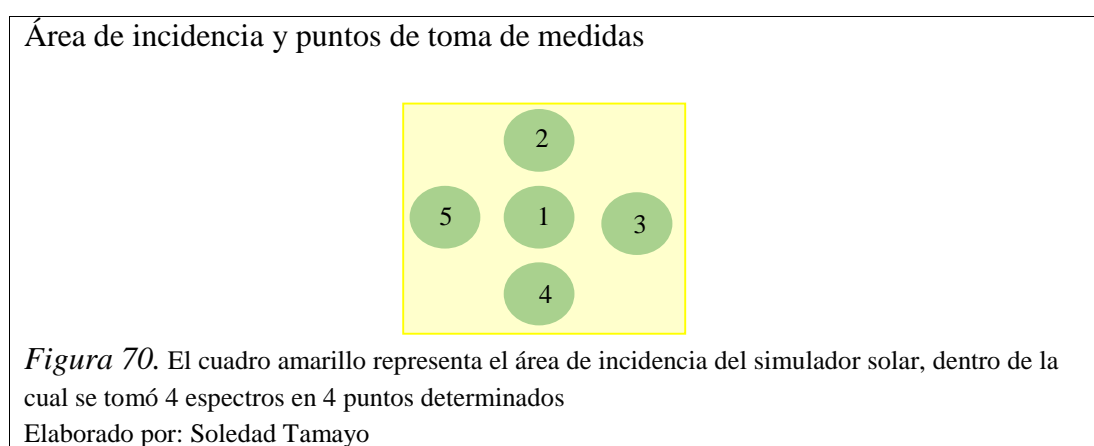 Área de incidencia y puntos de toma de medidas
2
5 1 3
4
Figura 70. El cuadro amarillo representa el área de incidencia del simulador solar, dentro de la
cual se tomó 4 espectros en 4 puntos determinados
Elaborado por: Soledad Tamayo